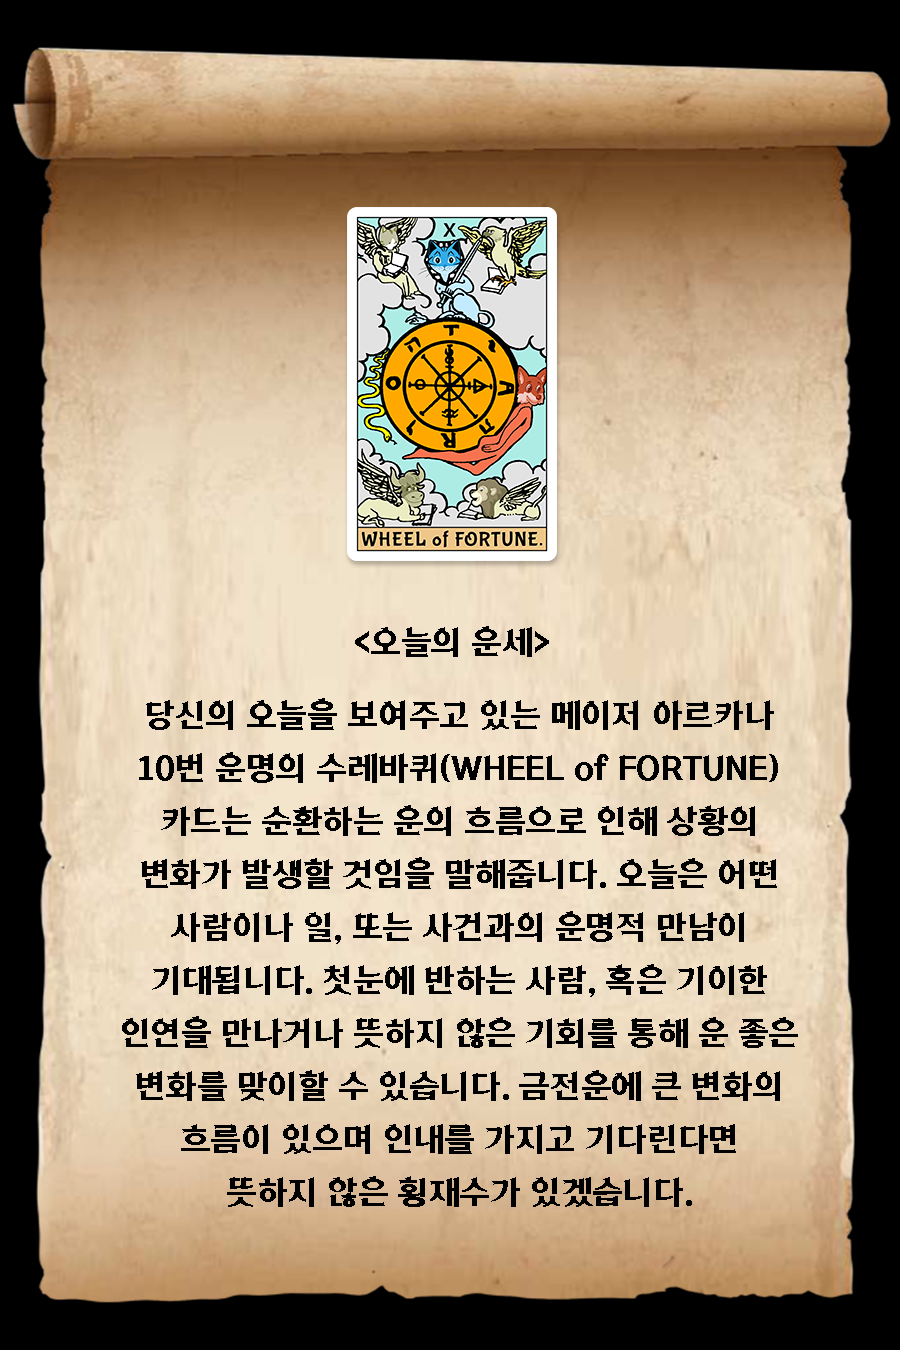 X
WHEEL of FORTUNE.
<오늘의 운세>
당신의 오늘을 보여주고 있는 메이저 아르카나
10번 운명의 수레바퀴(WHEEL of FORTUNE)
카드는 순환하는 운의 흐름으로 인해 상황의
변화가 발생할 것임을 말해줍니다. 오늘은 어떤
사람이나 일, 또는 사건과의 운명적 만남이
기대됩니다. 첫눈에 반하는 사람, 혹은 기이한
인연을 만나거나 뜻하지 않은 기회를 통해 운 좋은
변화를 맞이할 수 있습니다. 금전운에 큰 변화의
흐름이 있으며 인내를 가지고 기다린다면
뜻하지 않은 횡재수가 있겠습니다.